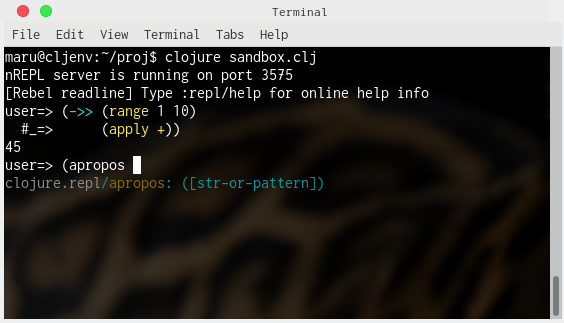 Terminal
File Edit View Terminal Tabs Help
maru@cljenv:~/proj$ clojure sandbox.clj
nREPL server is running on port 3575
[Rebel readline] Type :repl/help for online help info
user=> (->> (range 1 10)
  #_=>      (apply +))
45
user=> (apropos
clojure.repl/apropos: ([str-or-pattern])